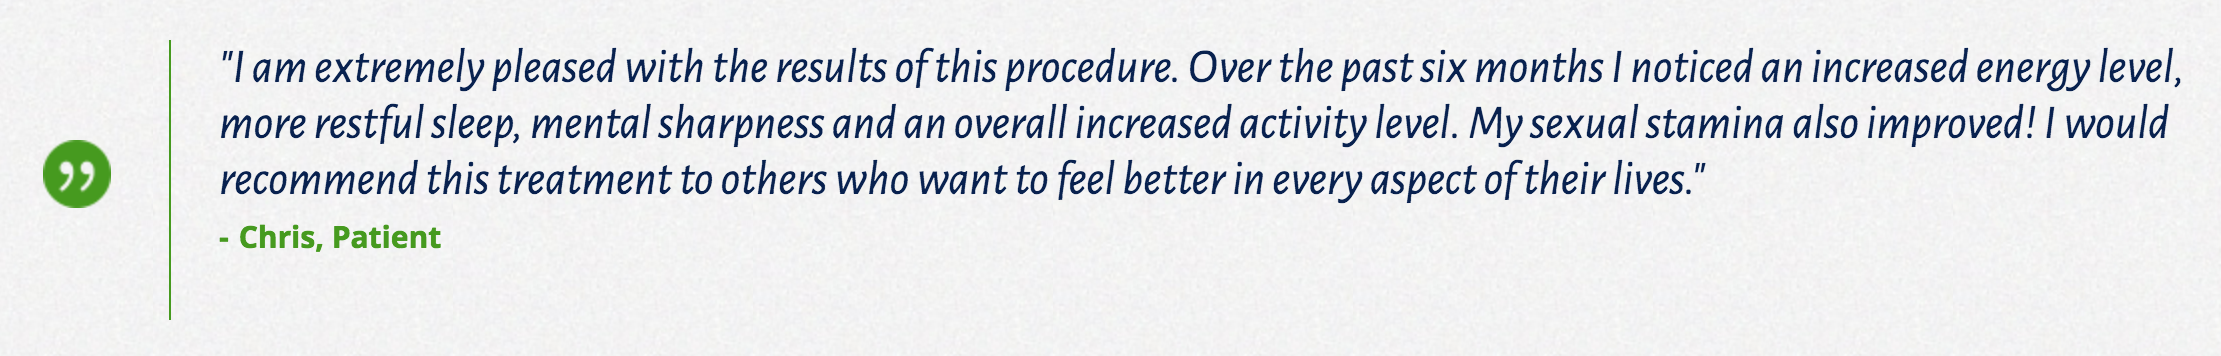 "I am extremely pleased with the results of this procedure. Over the past six months I noticed an increased energy level,
more restful sleep, mental sharpness and an overall increased activity level. My sexual stamina also improved! I would
recommend this treatment to others who want to feel better in every aspect of their lives."
- Chris, Patient